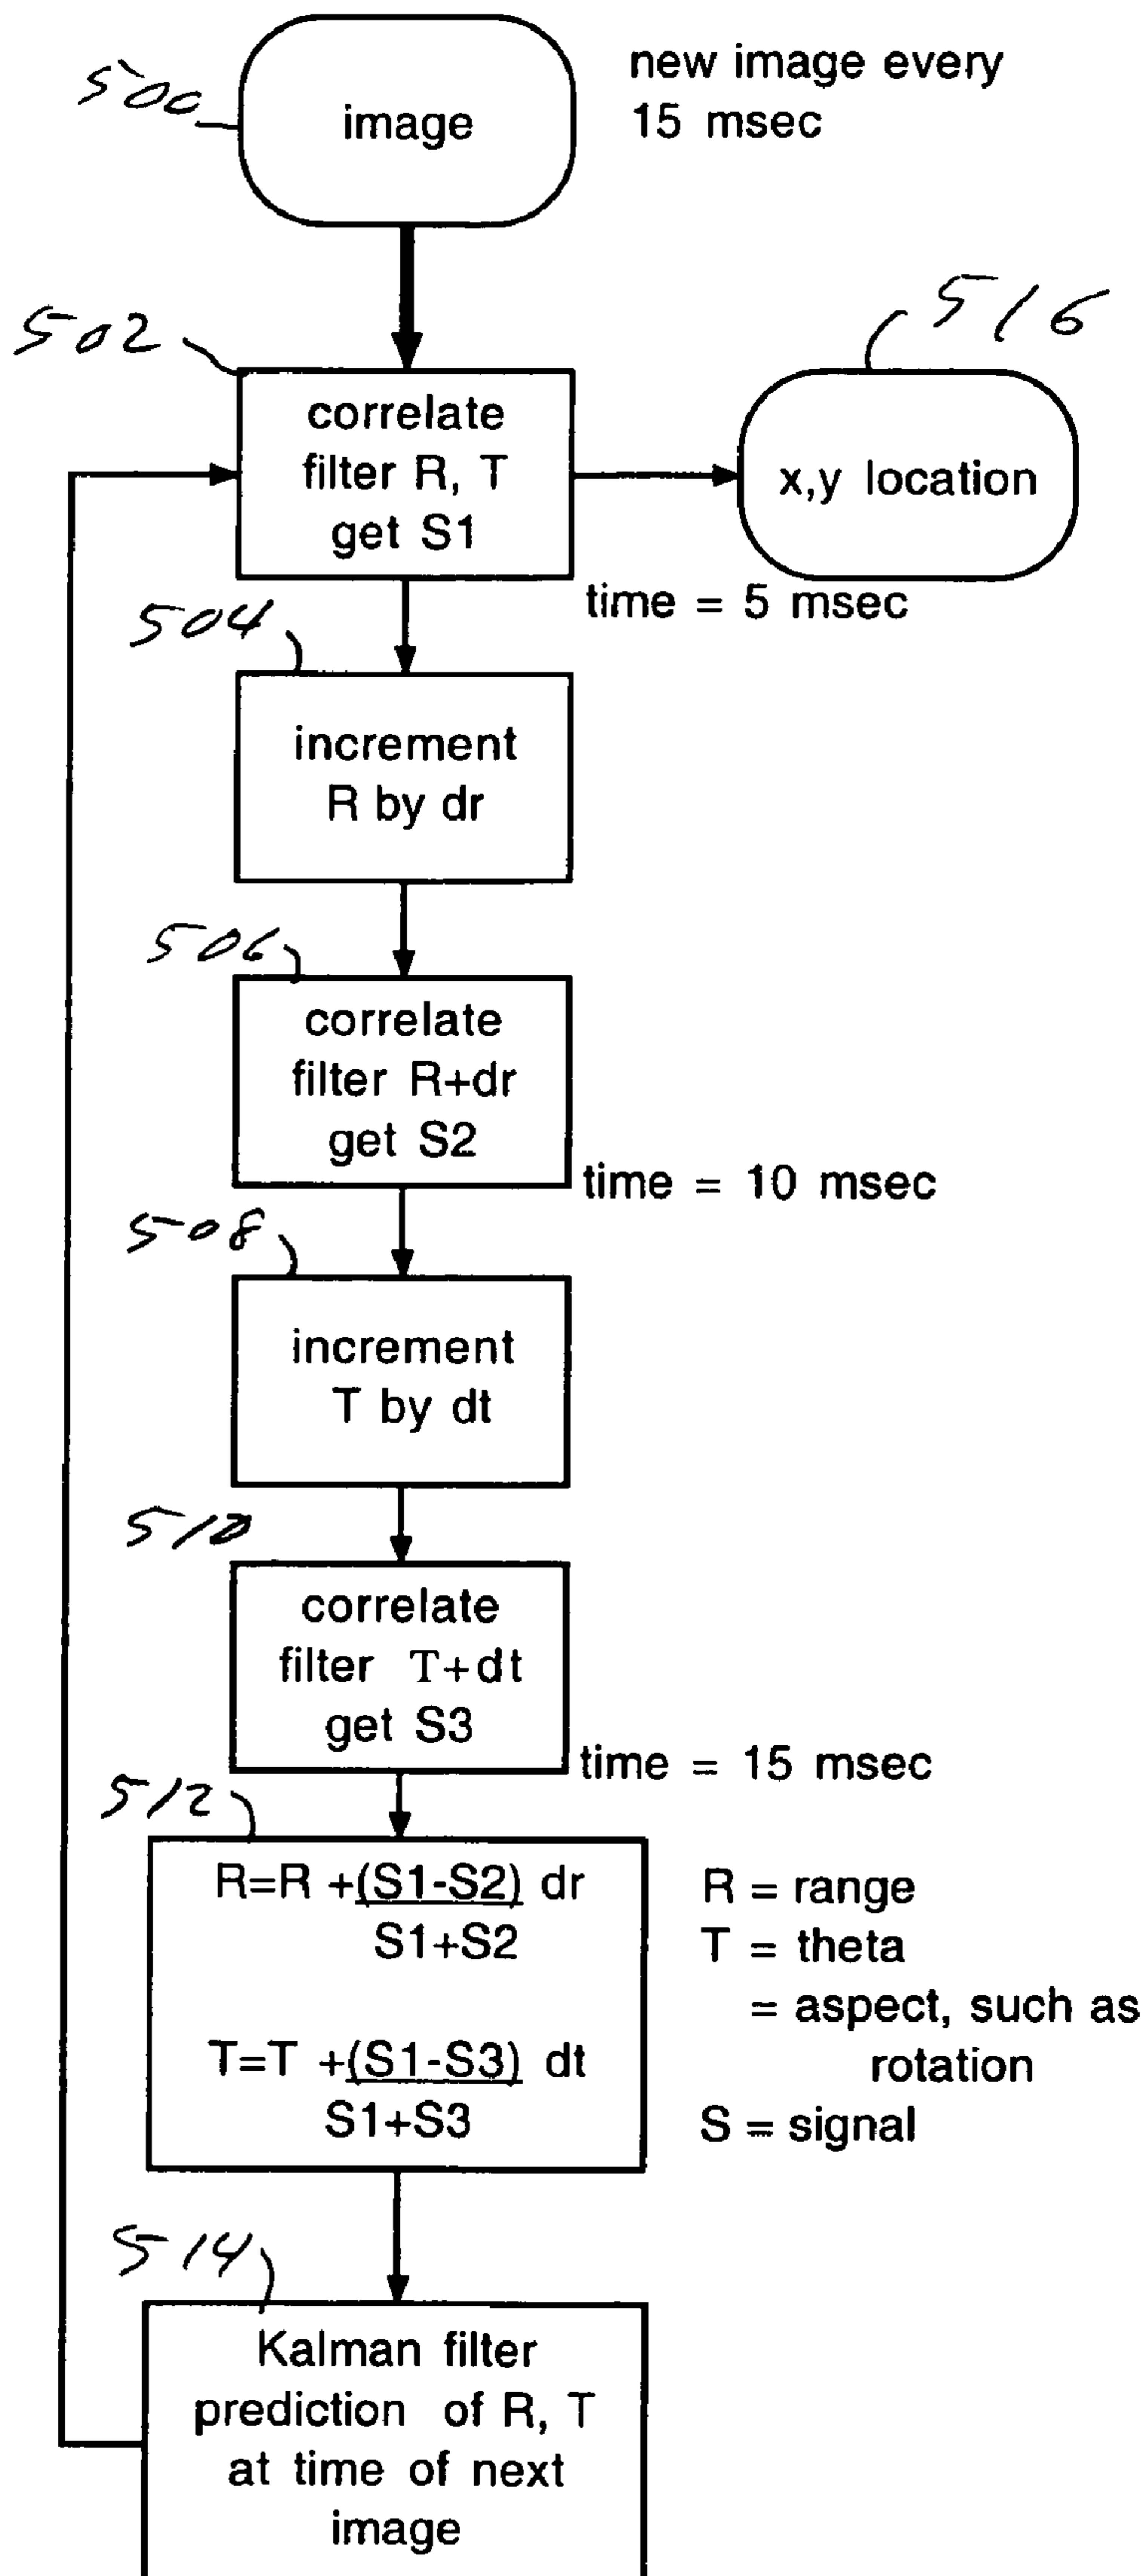 500
image
new image every
15 msec
502
516
correlate
filter R, T
get S1
x,y location
time = 5 msec
504
increment
R by dr
506
correlate
filter R+dr
get S2
time = 10 msec
508
increment
T by dt
510
correlate
filter T+dt
get S3
time = 15 msec
512
R=R +(S1-S2) dr
S1+S2
T=T +(S1-S3) dt
S1+S3
R = range
T = theta
= aspect, such as
rotation
S = signal
514
Kalman filter
prediction of R, T
at time of next
image